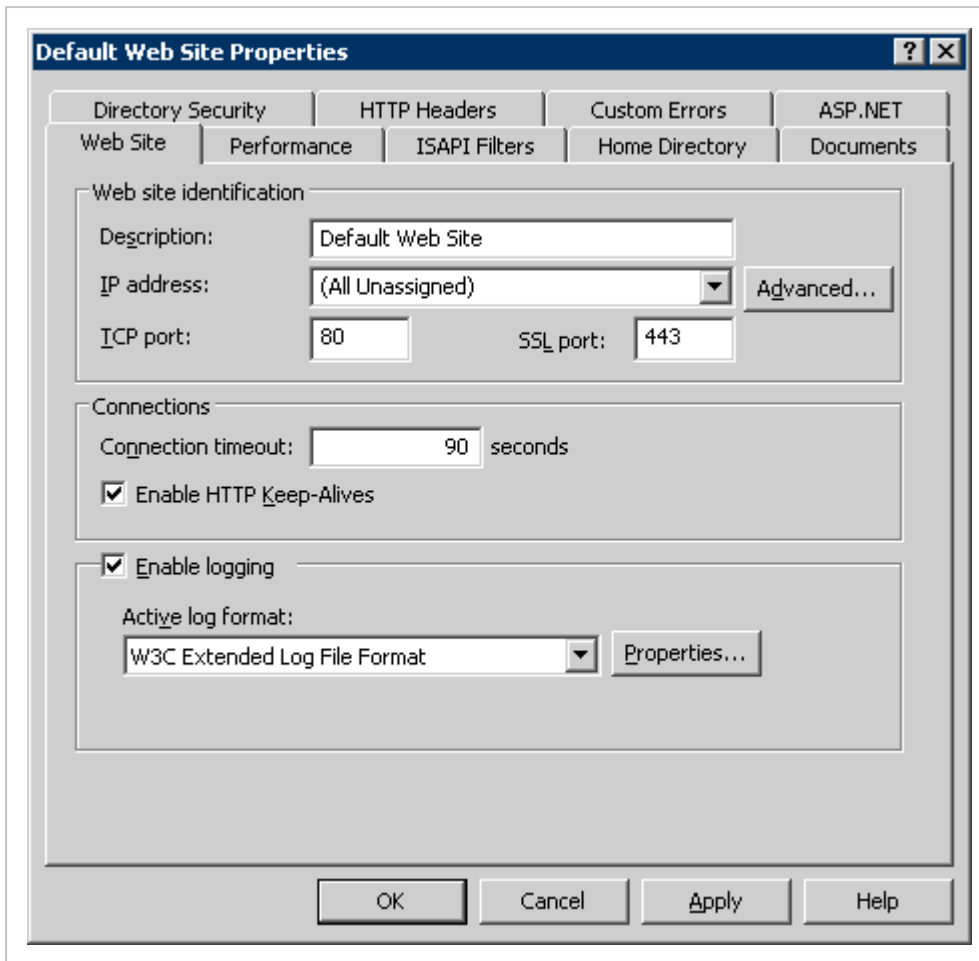 Default Web Site Properties
Directory Security HTTP Headers Custom Errors ASP.NET
Web Site Performance ISAPI Filters Home Directory Documents
Web site identification
Description: Default Web Site
IP address: (All Unassigned) Advanced...
TCP port: 80 SSL port: 443
Connections
Connection timeout: 90 seconds
Enable HTTP Keep-Alives
Enable logging
Active log format:
W3C Extended Log File Format Properties...
OK Cancel Apply Help